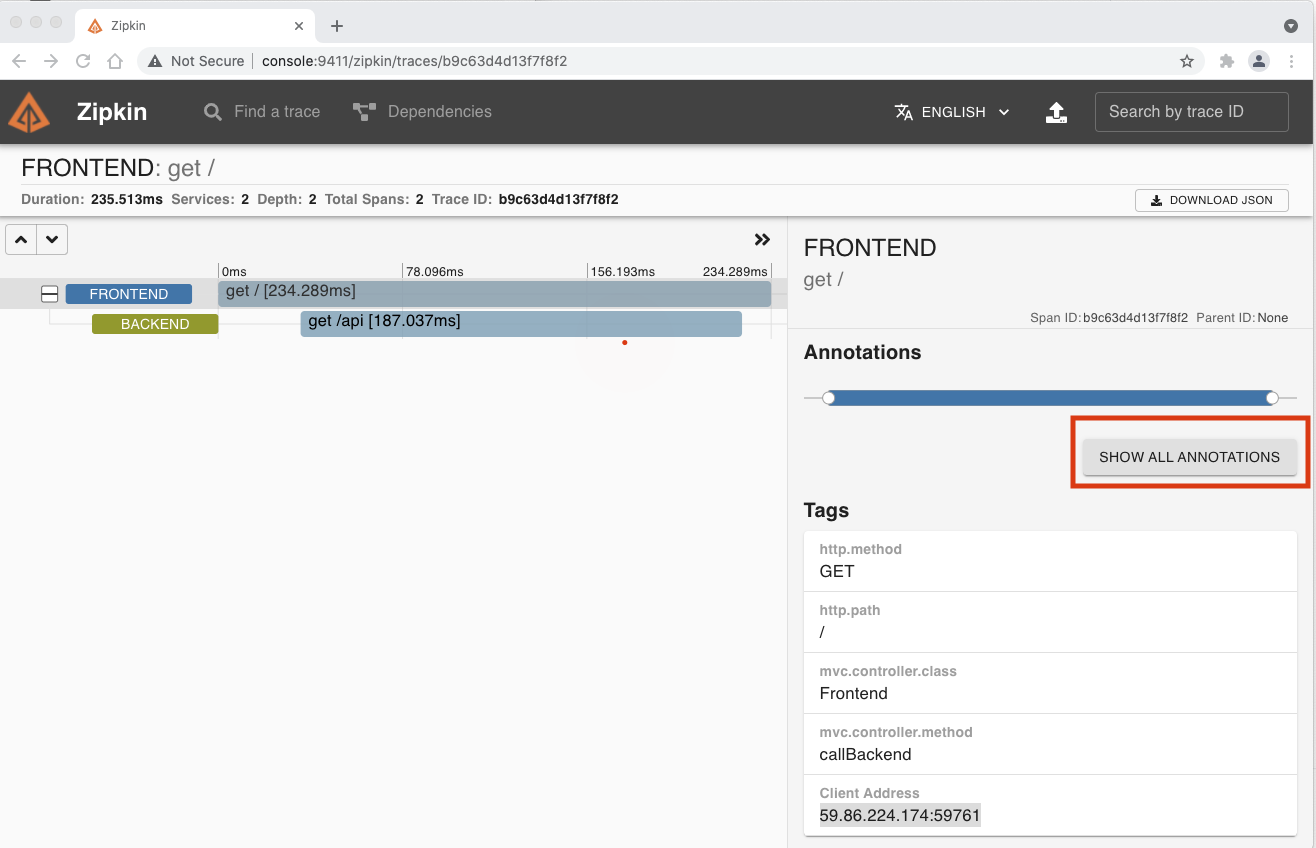 Zipkin
Not Secure console:9411/zipkin/traces/b9c63d4d13f7f8f2
Zipkin Find a trace Dependencies ENGLISH Search by trace ID
FRONTEND: get /
Duration: 235.513ms Services: 2 Depth: 2 Total Spans: 2 Trace ID: b9c63d4d13f7f8f2 DOWNLOAD JSON
0ms 78.096ms 156.193ms 234.289ms
FRONTEND get / [234.289ms]
BACKEND get /api [187.037ms]
FRONTEND
get /
Span ID: b9c63d4d13f7f8f2 Parent ID: None
Annotations
SHOW ALL ANNOTATIONS
Tags
http.method
GET
http.path
/
mvc.controller.class
Frontend
mvc.controller.method
callBackend
Client Address
59.86.224.174:59761